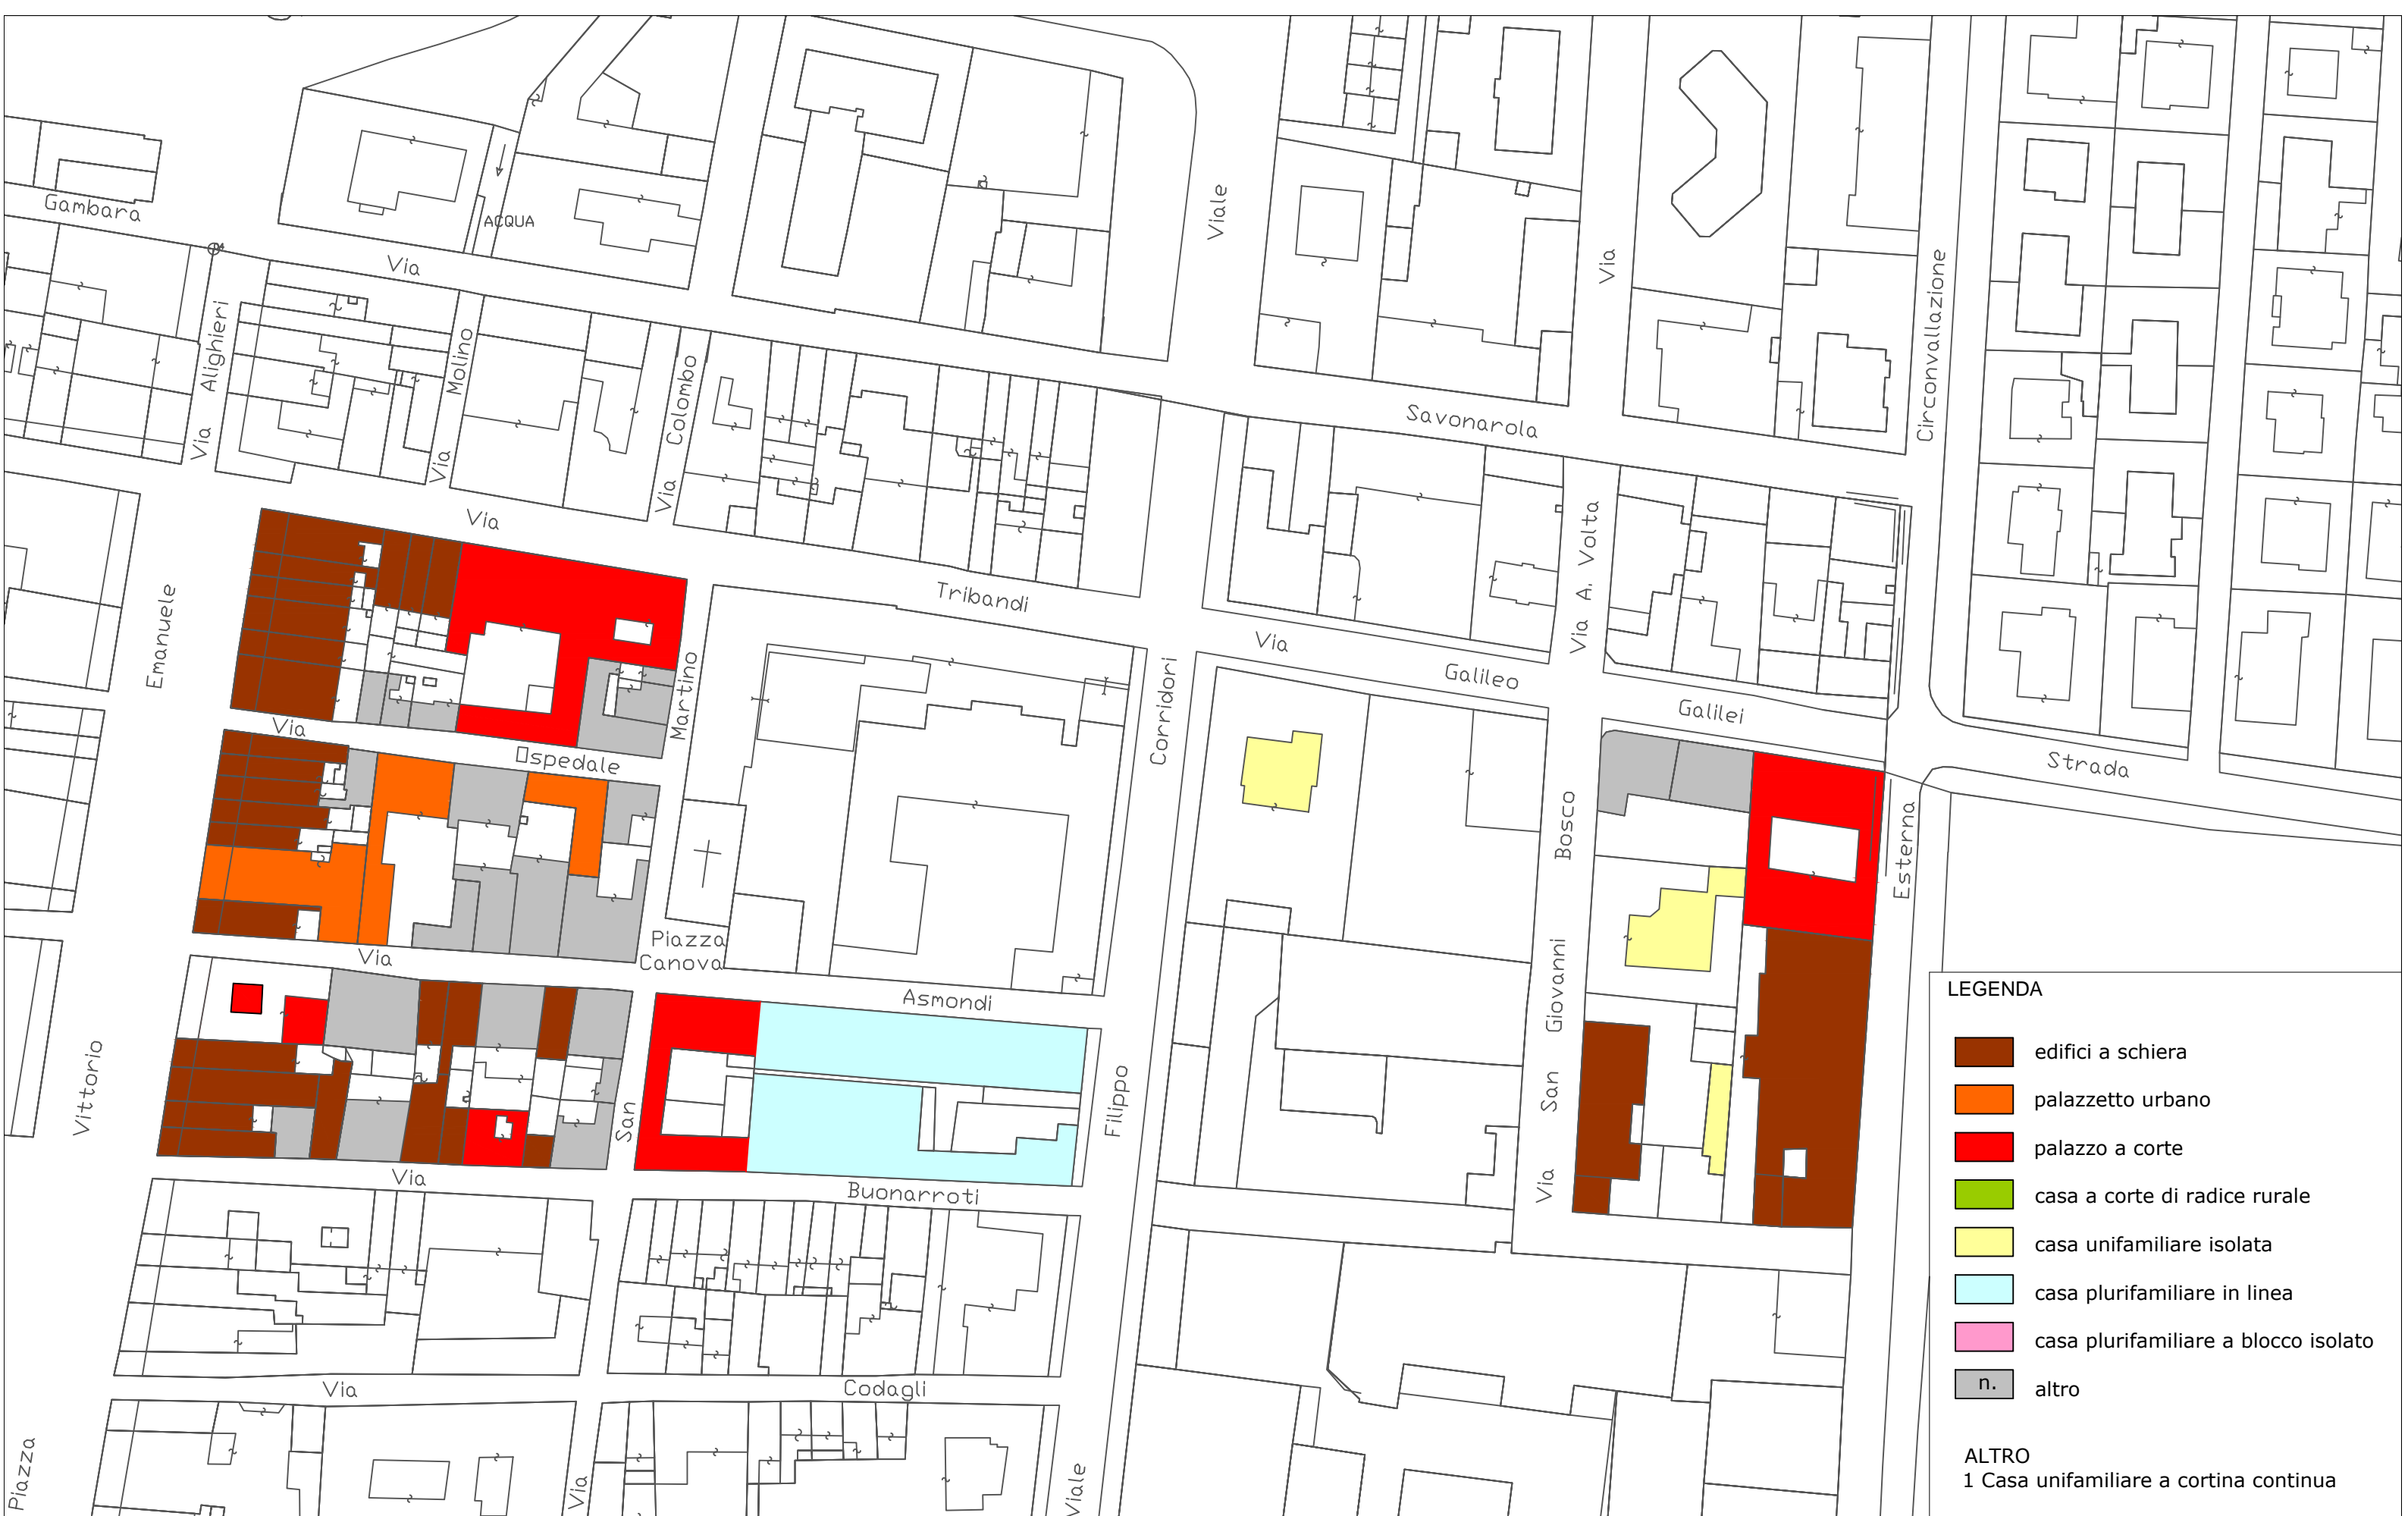 Gambara
ACQUA
Via
Viale
Via
Circonvallazione
Via Alighieri
Via Molino
Via Colombo
Savonarola
Via
Tribandi
Via A. Volta
Emanuele
Via
Galileo
Galilei
Strada
Martino
Corridori
Via
Ospedale
Bosco
Esterna
Piazza
Canova
Via
Asmondi
Giovanni
Vittorio
San
Filippo
San
Via
Via
Buonarroti
Via
Codagli
Piazza
Via
Viale
LEGENDA
edifici a schiera
palazzetto urbano
palazzo a corte
casa a corte di radice rurale
casa unifamiliare isolata
casa plurifamiliare in linea
casa plurifamiliare a blocco isolato
n. altro
ALTRO
1 Casa unifamiliare a cortina continua